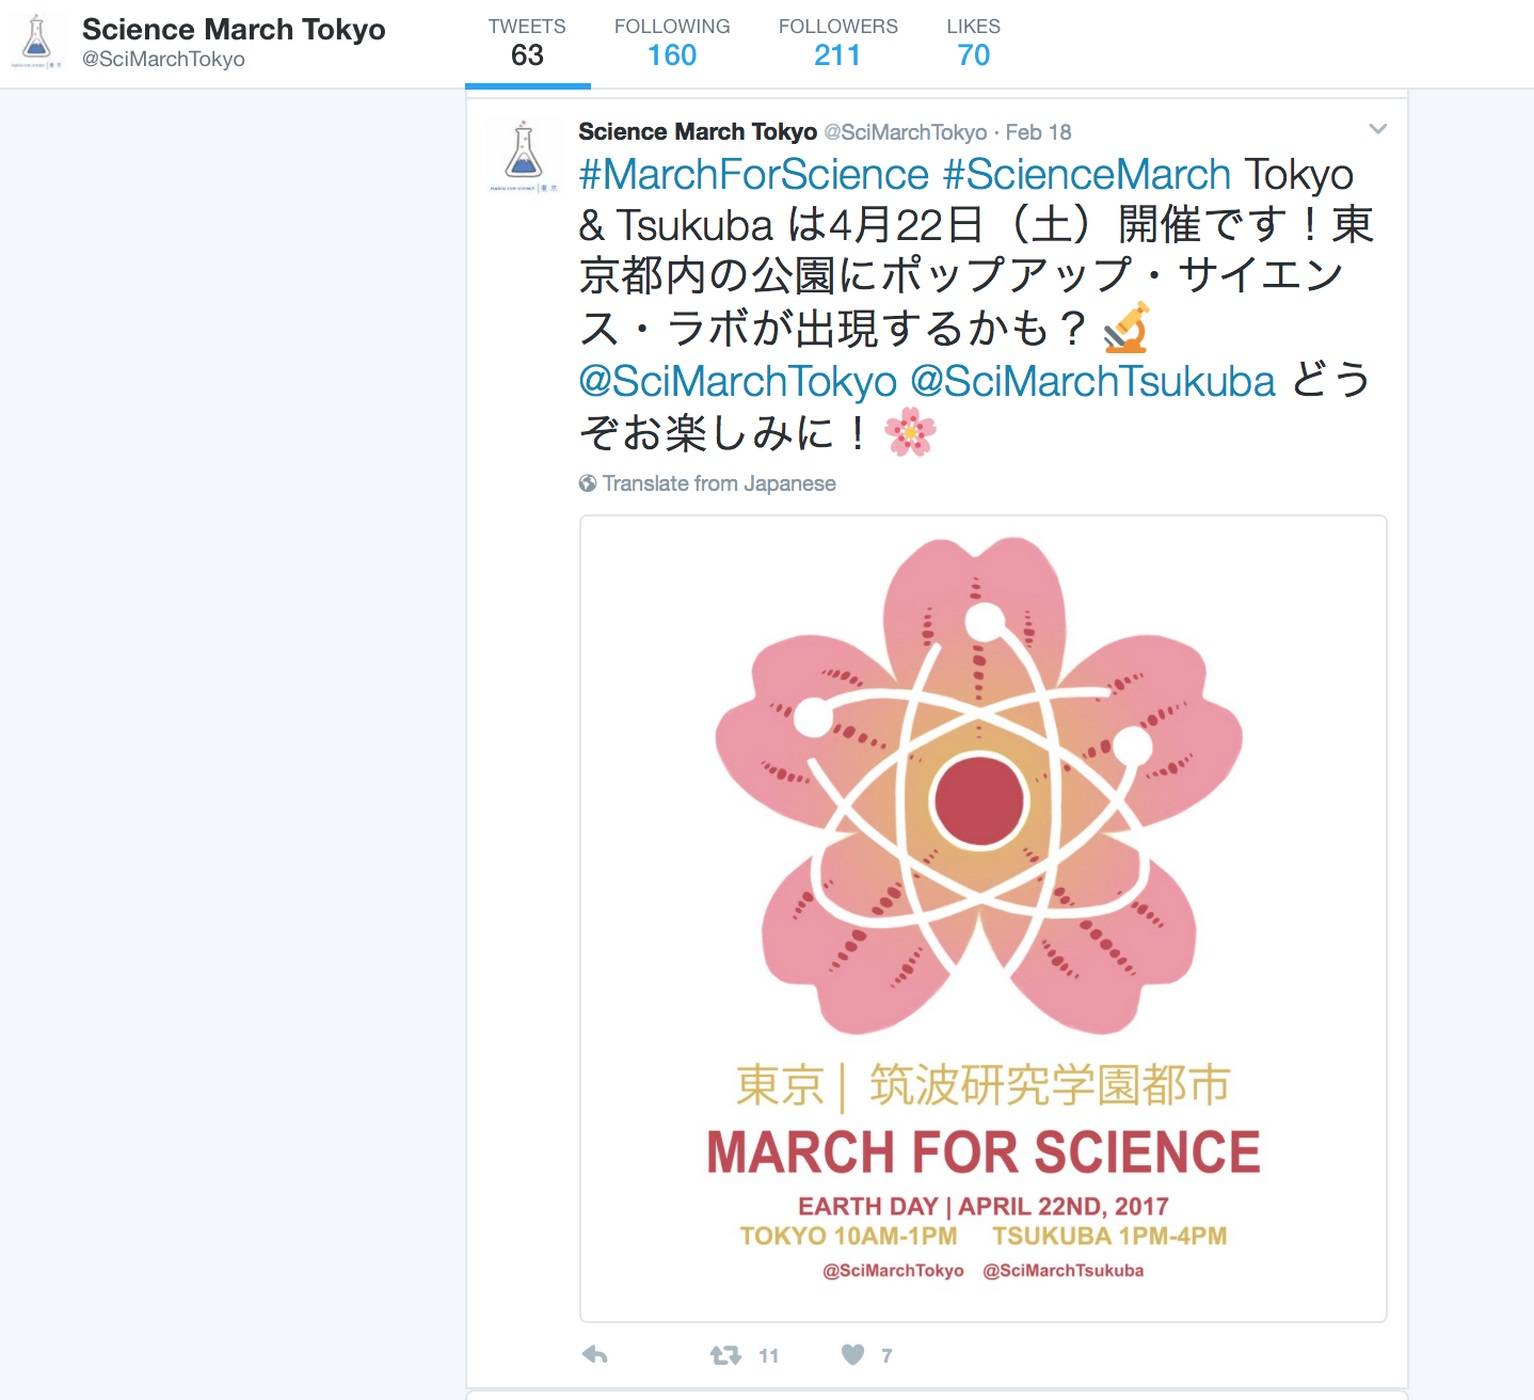 Science March Tokyo
@SciMarchTokyo
TWEETS
63
FOLLOWING
160
FOLLOWERS
211
LIKES
70
Science March Tokyo @SciMarchTokyo · Feb 18
#MarchForScience #ScienceMarch Tokyo
& Tsukuba は4月22日（土）開催です！東
京都内の公園にポップアップ・サイエン
ス・ラボが出現するかも？🔬
@SciMarchTokyo @SciMarchTsukuba どう
ぞお楽しみに！🌸
Translate from Japanese
東京 | 筑波研究学園都市
MARCH FOR SCIENCE
EARTH DAY | APRIL 22ND, 2017
TOKYO 10AM-1PM TSUKUBA 1PM-4PM
@SciMarchTokyo @SciMarchTsukuba
11
7